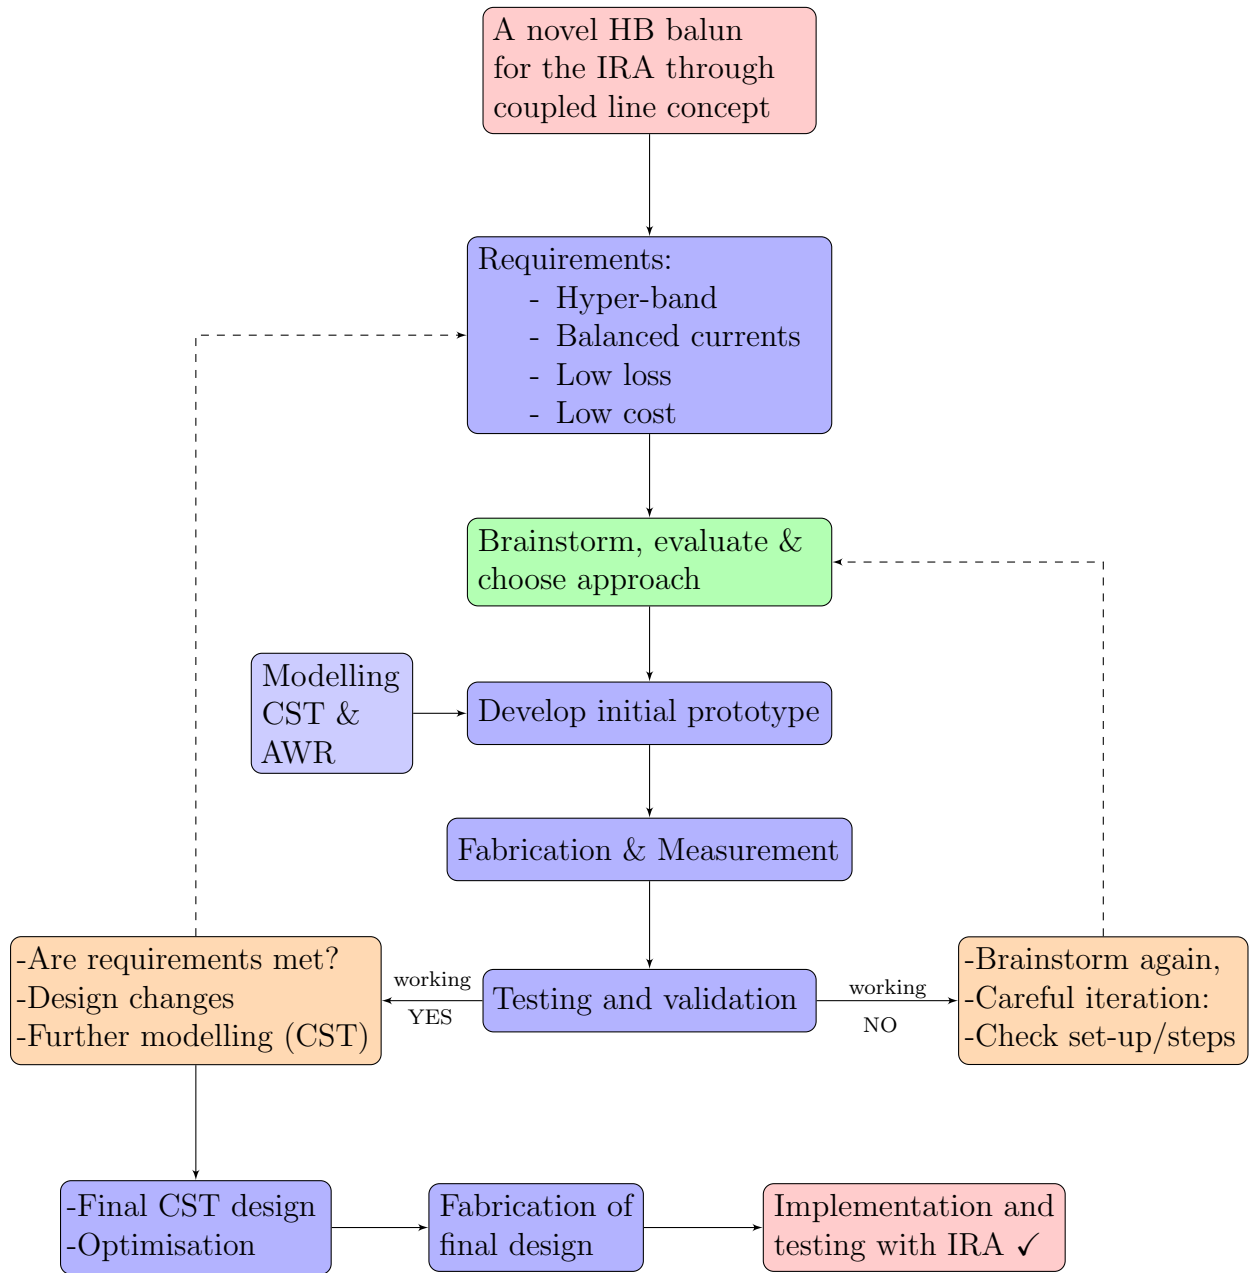 A novel HB balun
for the IRA through
coupled line concept
Requirements:
- Hyper-band
- Balanced currents
- Low loss
- Low cost
Brainstorm, evaluate &
choose approach
Modelling
CST &
AWR
Develop initial prototype
Fabrication & Measurement
-Are requirements met?
-Design changes
-Further modelling (CST)
working
YES
Testing and validation
working
NO
-Brainstorm again,
-Careful iteration:
-Check set-up/steps
-Final CST design
-Optimisation
Fabrication of
final design
Implementation and
testing with IRA ✓